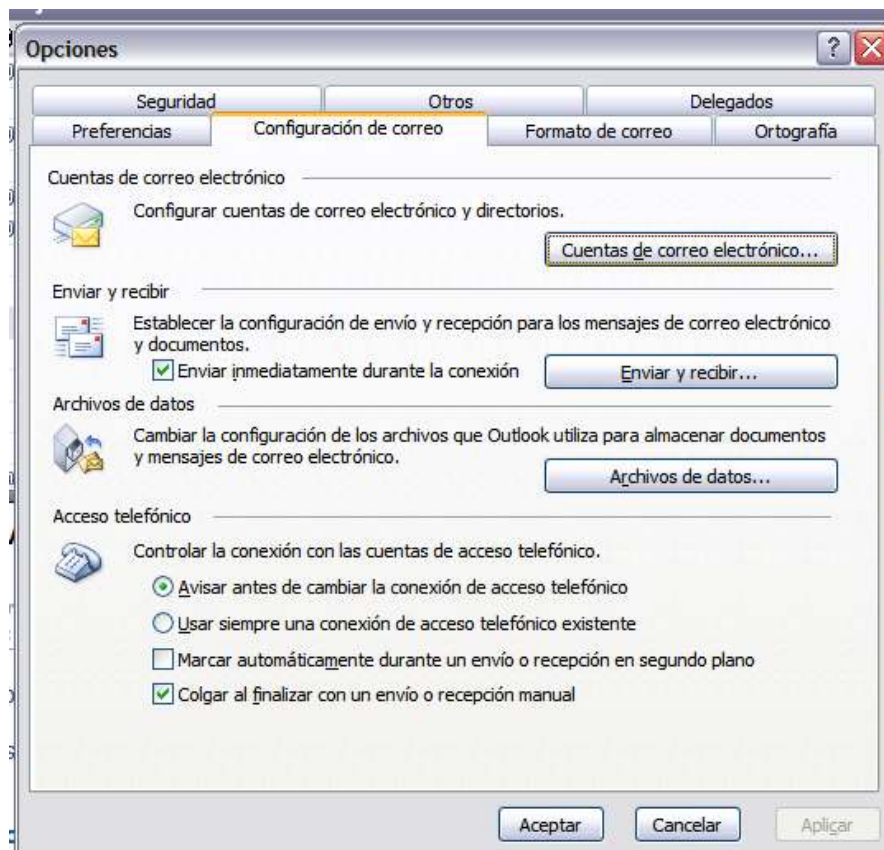 Opciones
Seguridad
Otros
Delegados
Preferencias
Configuración de correo
Formato de correo
Ortografía
Cuentas de correo electrónico
Configurar cuentas de correo electrónico y directorios.
Cuentas de correo electrónico...
Enviar y recibir
Establecer la configuración de envío y recepción para los mensajes de correo electrónico
y documentos.
Enviar inmediatamente durante la conexión
Enviar y recibir...
Archivos de datos
Cambiar la configuración de los archivos que Outlook utiliza para almacenar documentos
y mensajes de correo electrónico.
Archivos de datos...
Acceso telefónico
Controlar la conexión con las cuentas de acceso telefónico.
Avisar antes de cambiar la conexión de acceso telefónico
Usar siempre una conexión de acceso telefónico existente
Marcar automáticamente durante un envío o recepción en segundo plano
Colgar al finalizar con un envío o recepción manual
Aceptar
Cancelar
Aplicar